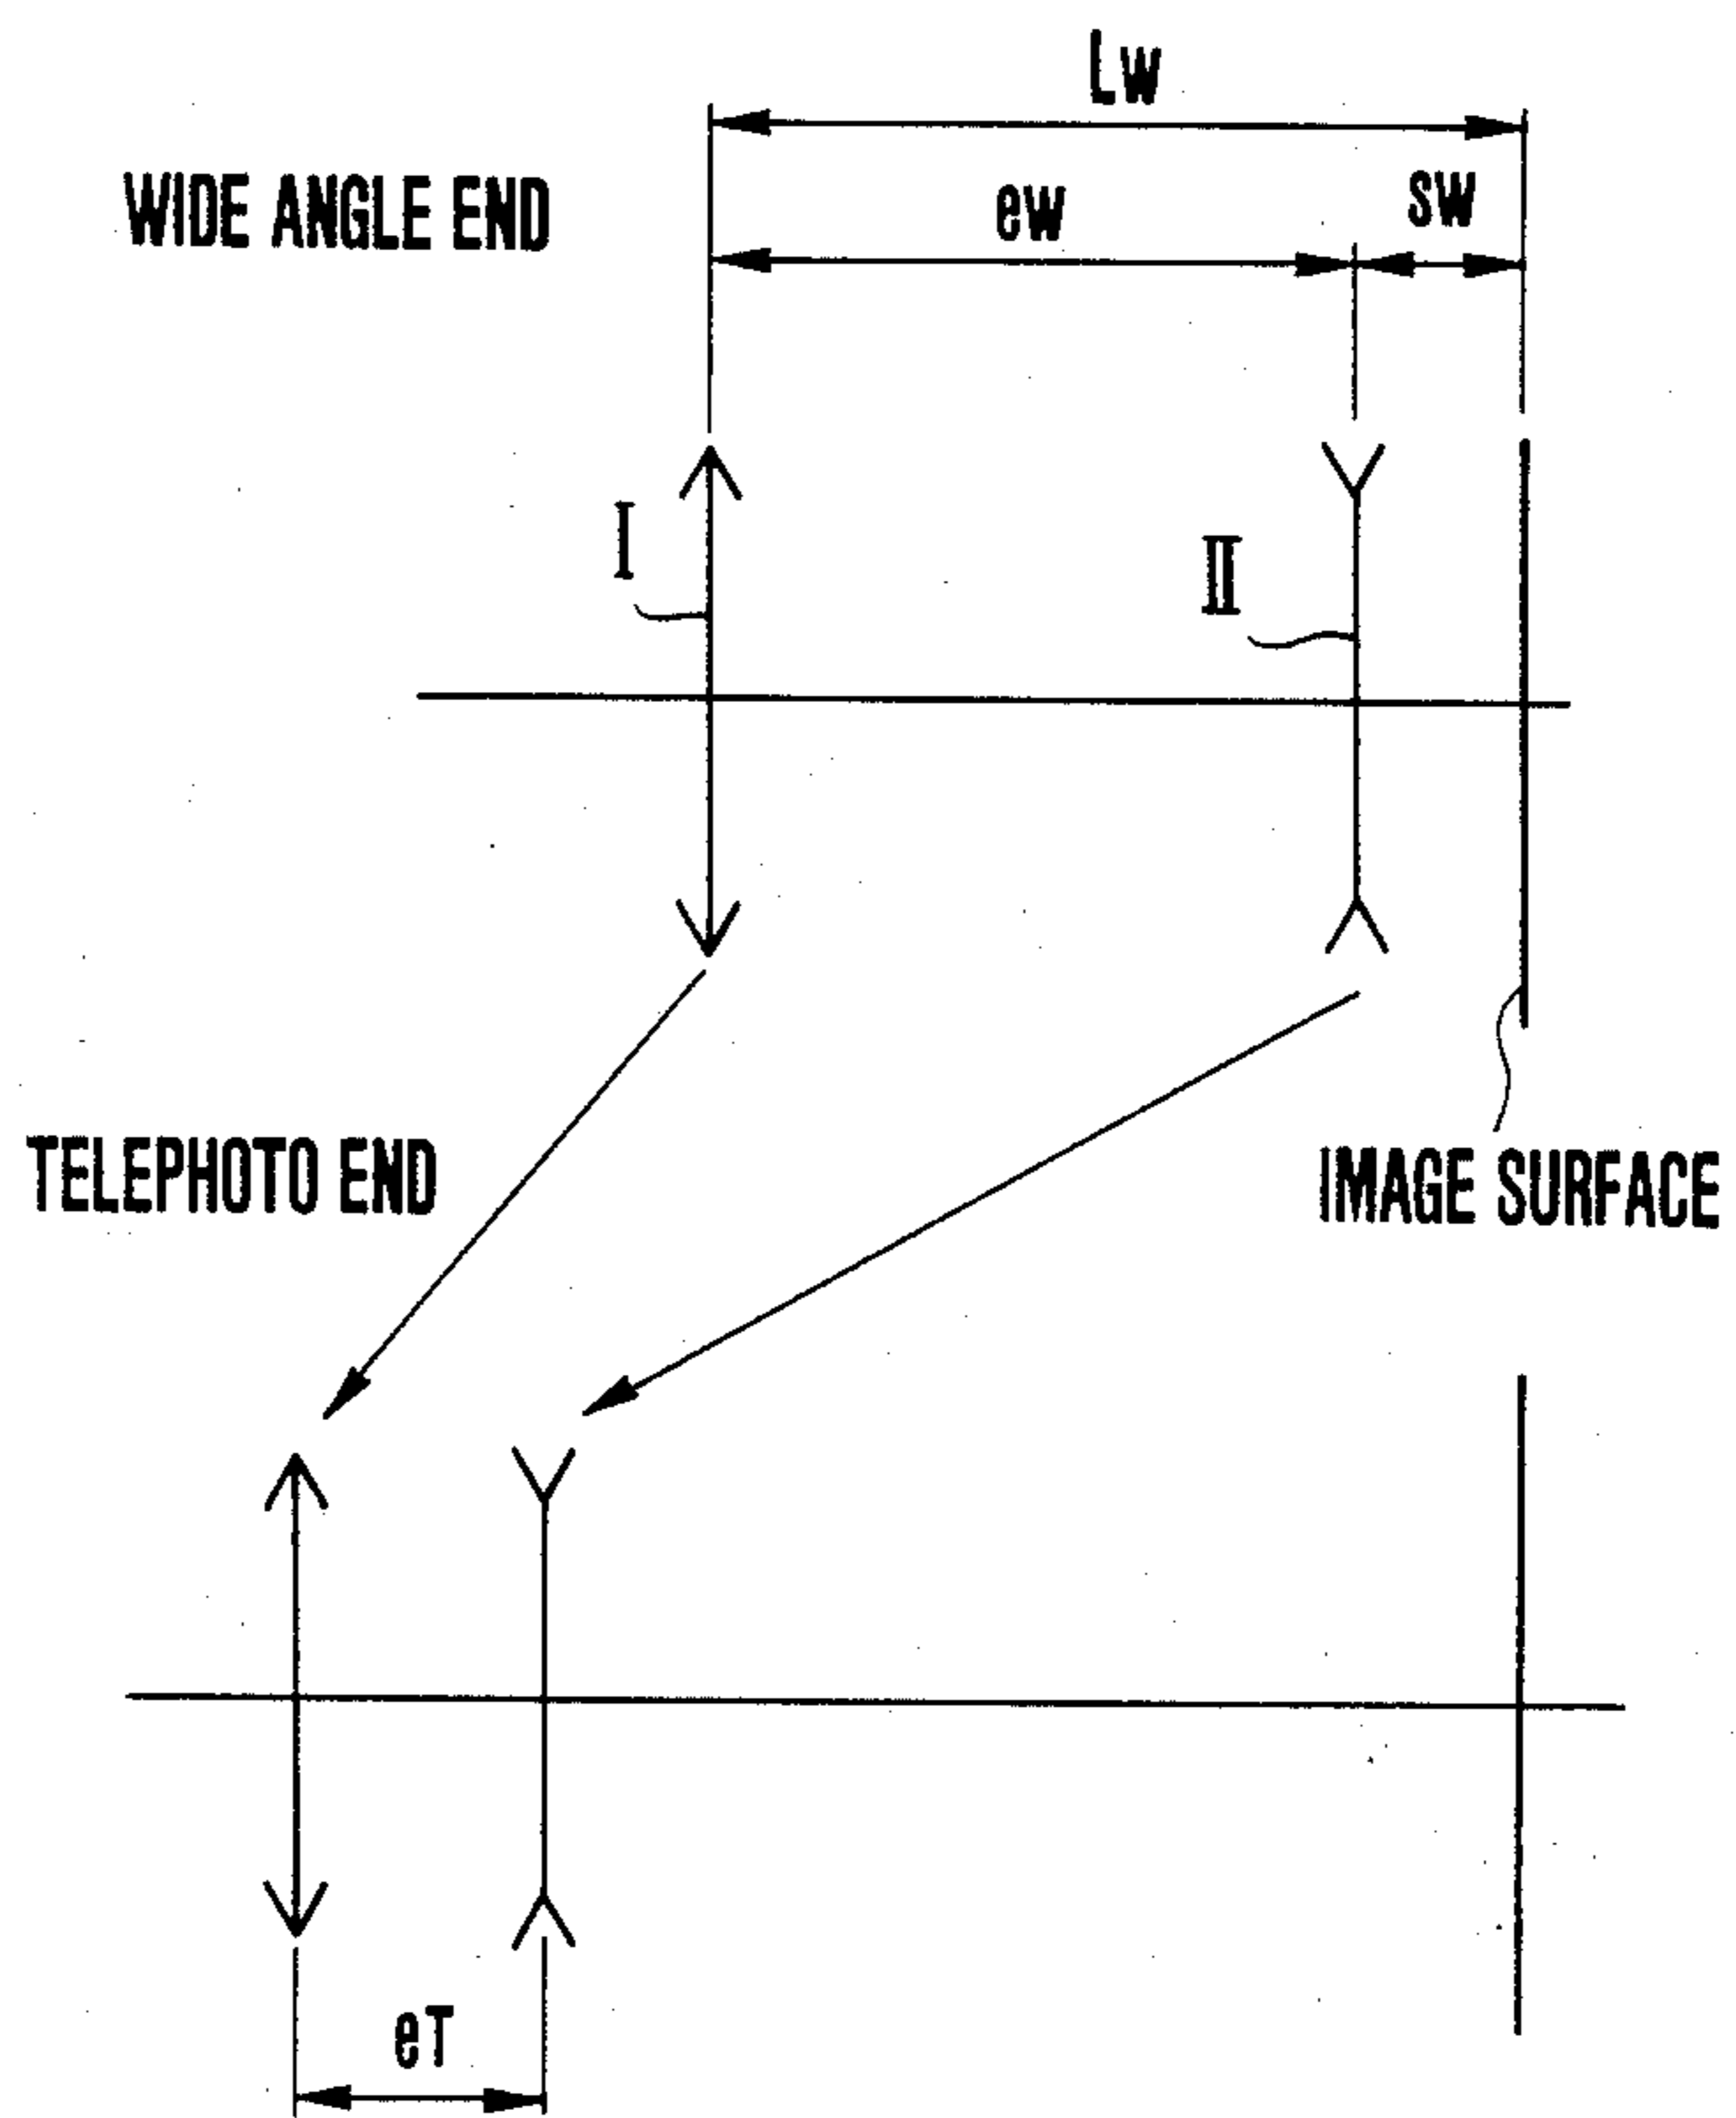 Lw
WIDE ANGLE END
ew
sw
I
II
TELEPHOTO END
IMAGE SURFACE
eT